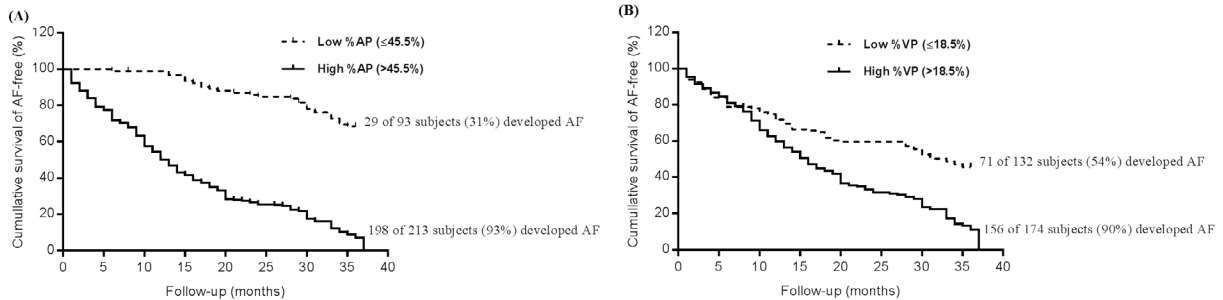 (A)
120
100
80
60
40
20
0
Cumulative survival of AF-free (%)
Low %AP (≤45.5%)
High %AP (>45.5%)
29 of 93 subjects (31%) developed AF
198 of 213 subjects (93%) developed AF
0 5 10 15 20 25 30 35 40
Follow-up (months)
(B)
120
100
80
60
40
20
0
Cumullative survival of AF-free (%)
Low %VP (≤18.5%)
High %VP (>18.5%)
71 of 132 subjects (54%) developed AF
156 of 174 subjects (90%) developed AF
0 5 10 15 20 25 30 35 40
Follow-up (months)